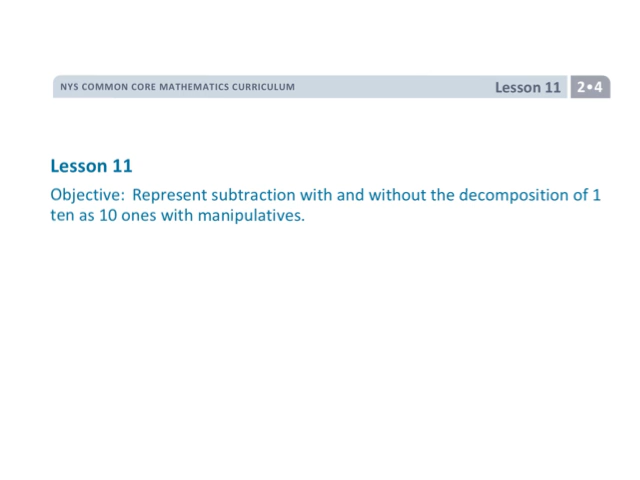 NYS COMMON CORE MATHEMATICS CURRICULUM Lesson 11 2•4
Lesson 11
Objective: Represent subtraction with and without the decomposition of 1
ten as 10 ones with manipulatives.